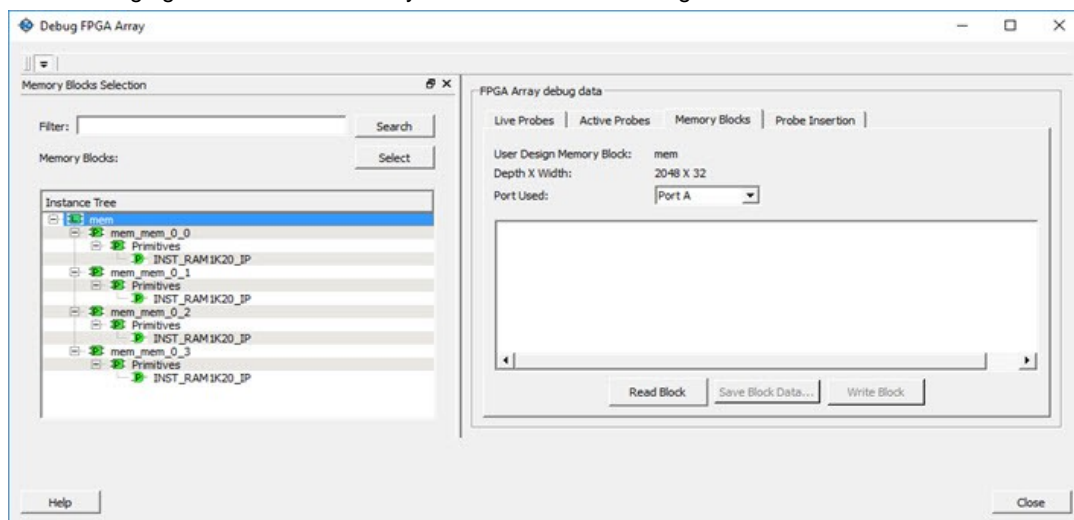 Debug FPGA Array
Memory Blocks Selection
Filter:
Search
Memory Blocks:
Select
Instance Tree
mem
mem_mem_0_0
Primitives
INST_RAM1K20_IP
mem_mem_0_1
Primitives
INST_RAM1K20_IP
mem_mem_0_2
Primitives
INST_RAM1K20_IP
mem_mem_0_3
Primitives
INST_RAM1K20_IP
FPGA Array debug data
Live Probes Active Probes Memory Blocks Probe Insertion
User Design Memory Block: mem
Depth X Width: 2048 X 32
Port Used: Port A
Read Block Save Block Data... Write Block
Help
Close